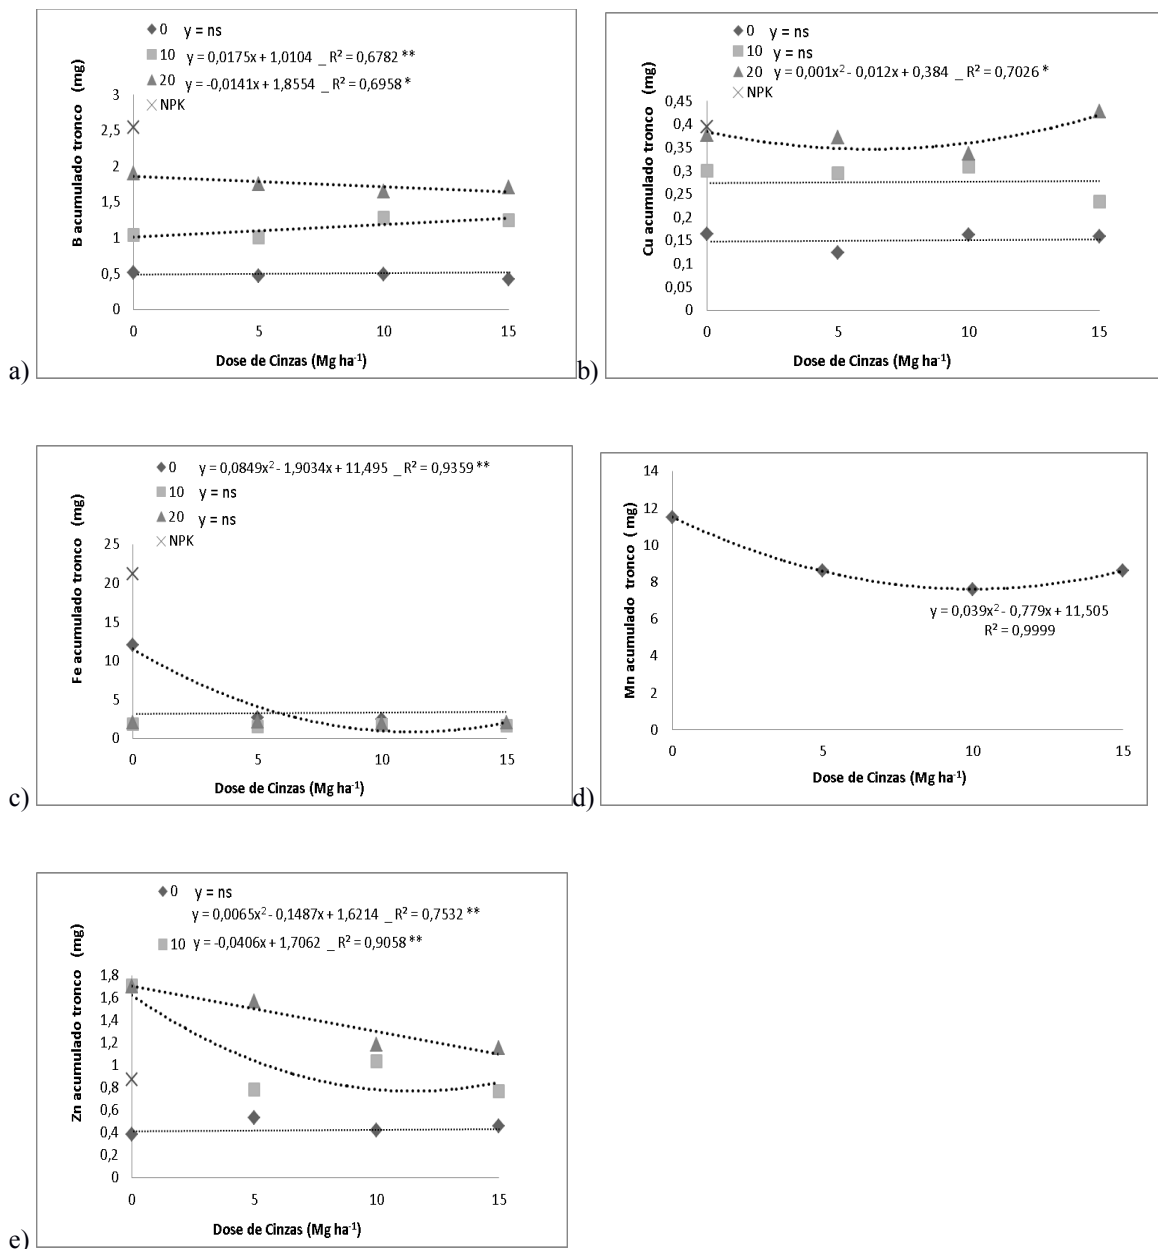 0 y = ns
10 y = 0,0175x + 1,0104 _ R² = 0,6782 **
20 y = -0,0141x + 1,8554 _ R² = 0,6958 *
NPK
B acumulado tronco (mg)
3
2,5
2
1,5
1
0,5
0
0 5 10 15
Dose de Cinzas (Mg ha⁻¹)
a)
0 y = ns
10 y = ns
20 y = 0,001x² - 0,012x + 0,384 _ R² = 0,7026 *
NPK
Cu acumulado tronco (mg)
0,45
0,4
0,35
0,3
0,25
0,2
0,15
0,1
0,05
0
0 5 10 15
Dose de Cinzas (Mg ha⁻¹)
b)
0 y = 0,0849x² - 1,9034x + 11,495 _ R² = 0,9359 **
10 y = ns
20 y = ns
NPK
Fe acumulado tronco (mg)
25
20
15
10
5
0
0 5 10 15
Dose de Cinzas (Mg ha⁻¹)
c)
Mn acumulado tronco (mg)
14
12
10
8
6
4
2
0
y = 0,039x² - 0,779x + 11,505
R² = 0,9999
0 5 10 15
Dose de Cinzas (Mg ha⁻¹)
d)
0 y = ns
y = 0,0065x² - 0,1487x + 1,6214 _ R² = 0,7532 **
10 y = -0,0406x + 1,7062 _ R² = 0,9058 **
Zn acumulado tronco (mg)
1,8
1,6
1,4
1,2
1
0,8
0,6
0,4
0,2
0
0 5 10 15
Dose de Cinzas (Mg ha⁻¹)
e)